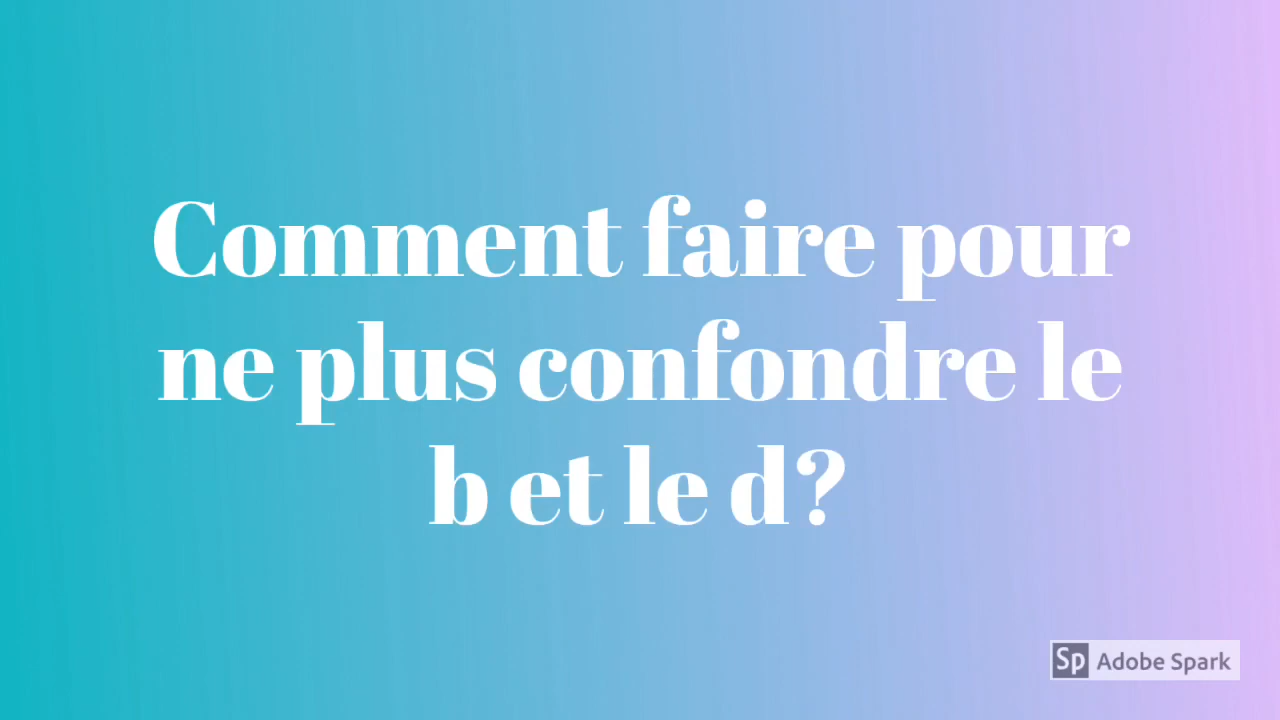 Comment faire pour
ne plus confondre le
b et le d?
Sp Adobe Spark